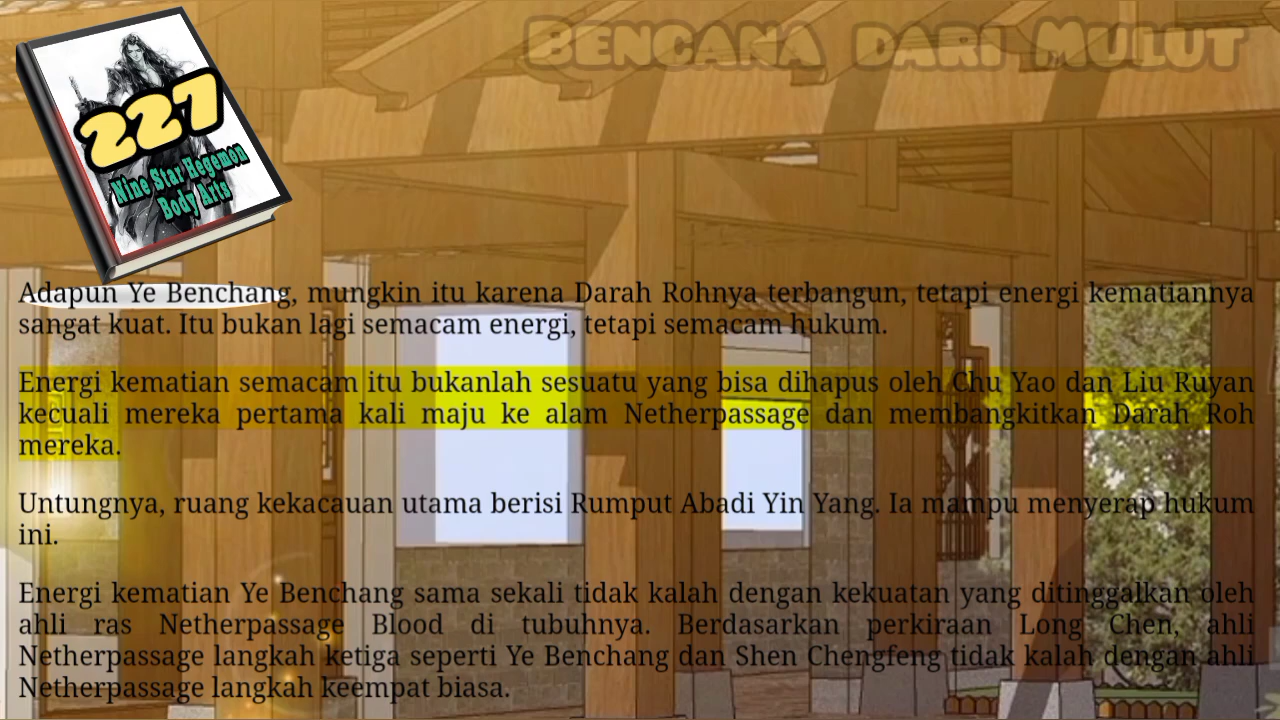 Bencana dari Mulut
227
Nine Star Hegemon
Body Arts
Adapun Ye Benchang, mungkin itu karena Darah Rohnya terbangun, tetapi energi kematiannya
sangat kuat. Itu bukan lagi semacam energi, tetapi semacam hukum.
Energi kematian semacam itu bukanlah sesuatu yang bisa dihapus oleh Chu Yao dan Liu Ruyan
kecuali mereka pertama kali maju ke alam Netherpassage dan membangkitkan Darah Roh
mereka.
Untungnya, ruang kekacauan utama berisi Rumput Abadi Yin Yang. Ia mampu menyerap hukum
ini.
Energi kematian Ye Benchang sama sekali tidak kalah dengan kekuatan yang ditinggalkan oleh
ahli ras Netherpassage Blood di tubuhnya. Berdasarkan perkiraan Long Chen, ahli
Netherpassage langkah ketiga seperti Ye Benchang dan Shen Chengfeng tidak kalah dengan ahli
Netherpassage langkah keempat biasa.